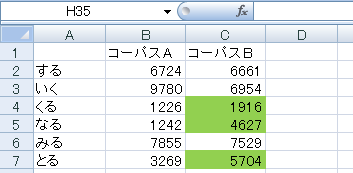 H35 fx
A B C D
1 コーパスA コーパスB
2 する 6724 6661
3 いく 9780 6954
4 くる 1226 1916
5 なる 1242 4627
6 みる 7855 7529
7 とる 3269 5704